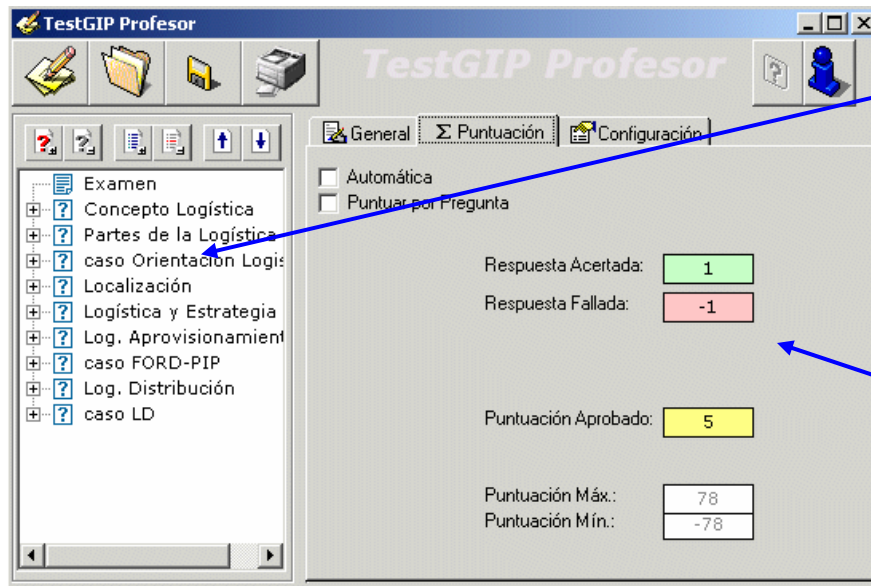 TestGIP Profesor
TestGIP Profesor
General
Σ Puntuación
Configuración
Automática
Puntuar por Pregunta
Examen
Concepto Logística
Partes de la Logística
caso Orientación Logis
Localización
Logística y Estrategia
Log. Aprovisionamient
caso FORD-PIP
Log. Distribución
caso LD
Respuesta Acertada: 1
Respuesta Fallada: -1
Puntuación Aprobado: 5
Puntuación Máx.: 78
Puntuación Mín.: -78